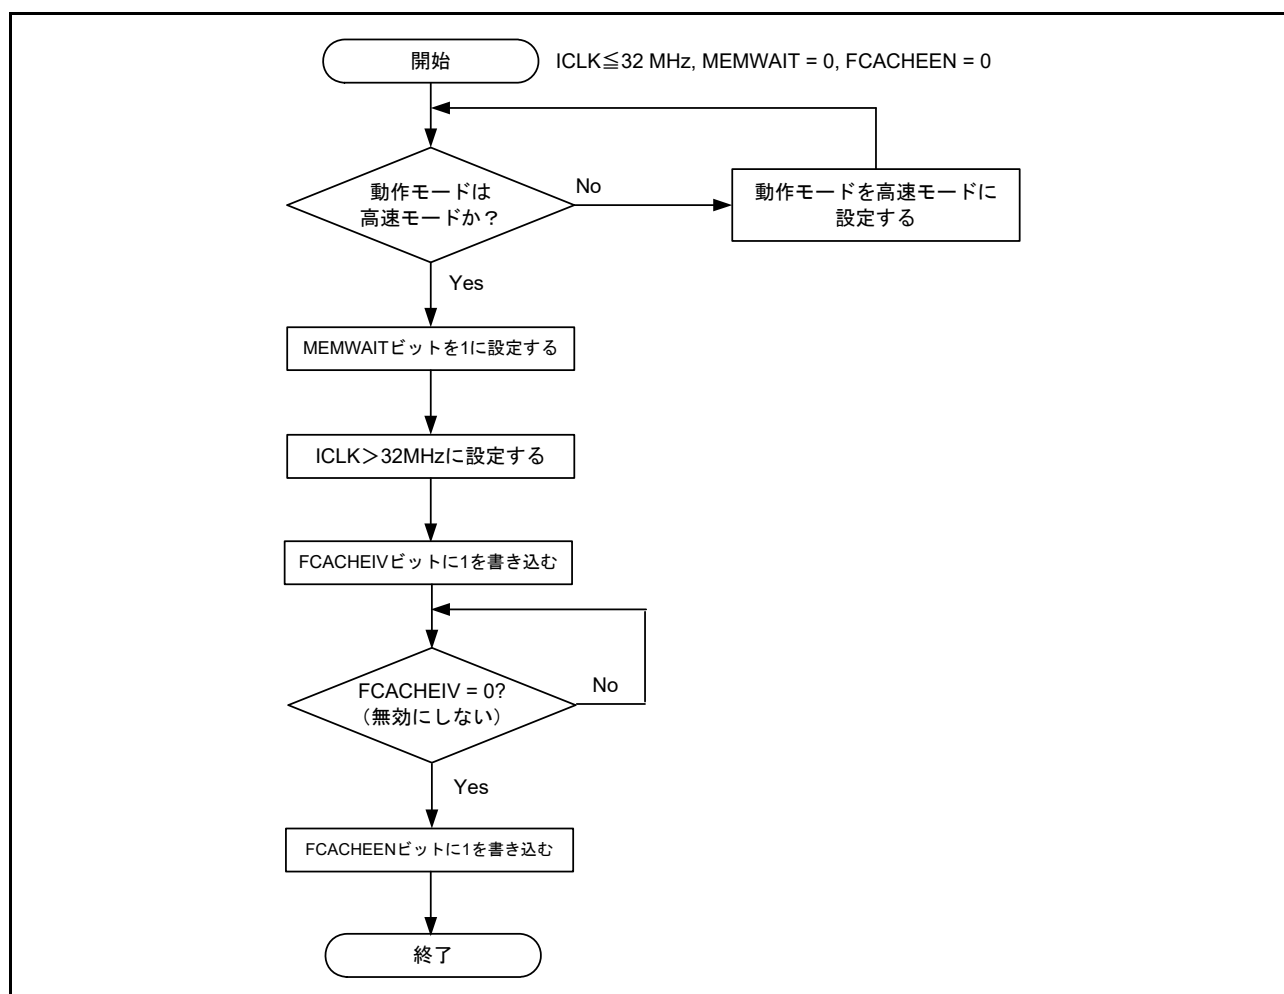 開始
ICLK≦32 MHz, MEMWAIT = 0, FCACHEEN = 0
動作モードは
高速モードか？
No
動作モードを高速モードに
設定する
Yes
MEMWAITビットを1に設定する
ICLK＞32MHzに設定する
FCACHEIVビットに1を書き込む
FCACHEIV = 0?
（無効にしない）
No
Yes
FCACHEENビットに1を書き込む
終了